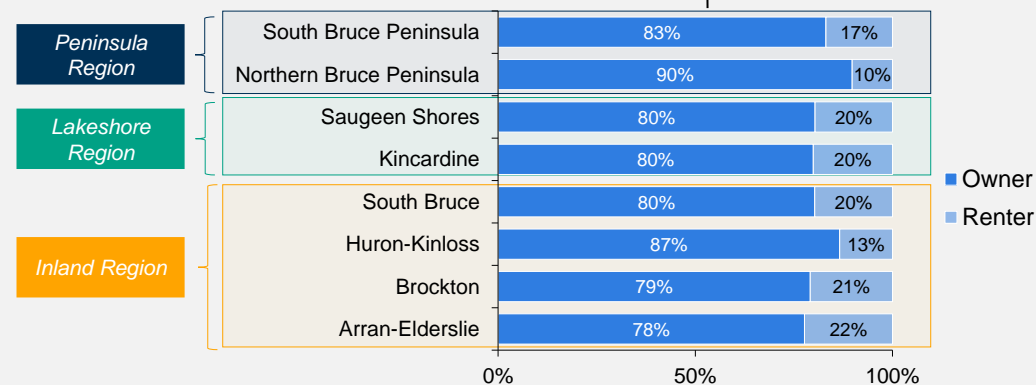 Peninsula
Region
South Bruce Peninsula 83% 17%
Northern Bruce Peninsula 90% 10%
Lakeshore
Region
Saugeen Shores 80% 20%
Kincardine 80% 20%
Inland Region
South Bruce 80% 20%
Huron-Kinloss 87% 13%
Brockton 79% 21%
Arran-Elderslie 78% 22%
0% 50% 100%
Owner
Renter